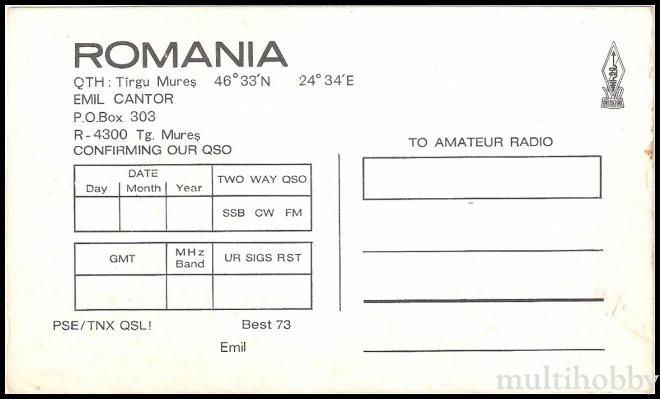 ROMANIA
QTH: Tîrgu Mureş 46°33′N 24°34′E
EMIL CANTOR
P.O.Box 303
R-4300 Tg. Mureş
CONFIRMING OUR QSO
DATE
Day Month Year
TWO WAY QSO
SSB CW FM
GMT
MHz
Band
UR SIGS RST
PSE/TNX QSL!
Best 73
Emil
TO AMATEUR RADIO
multihobby